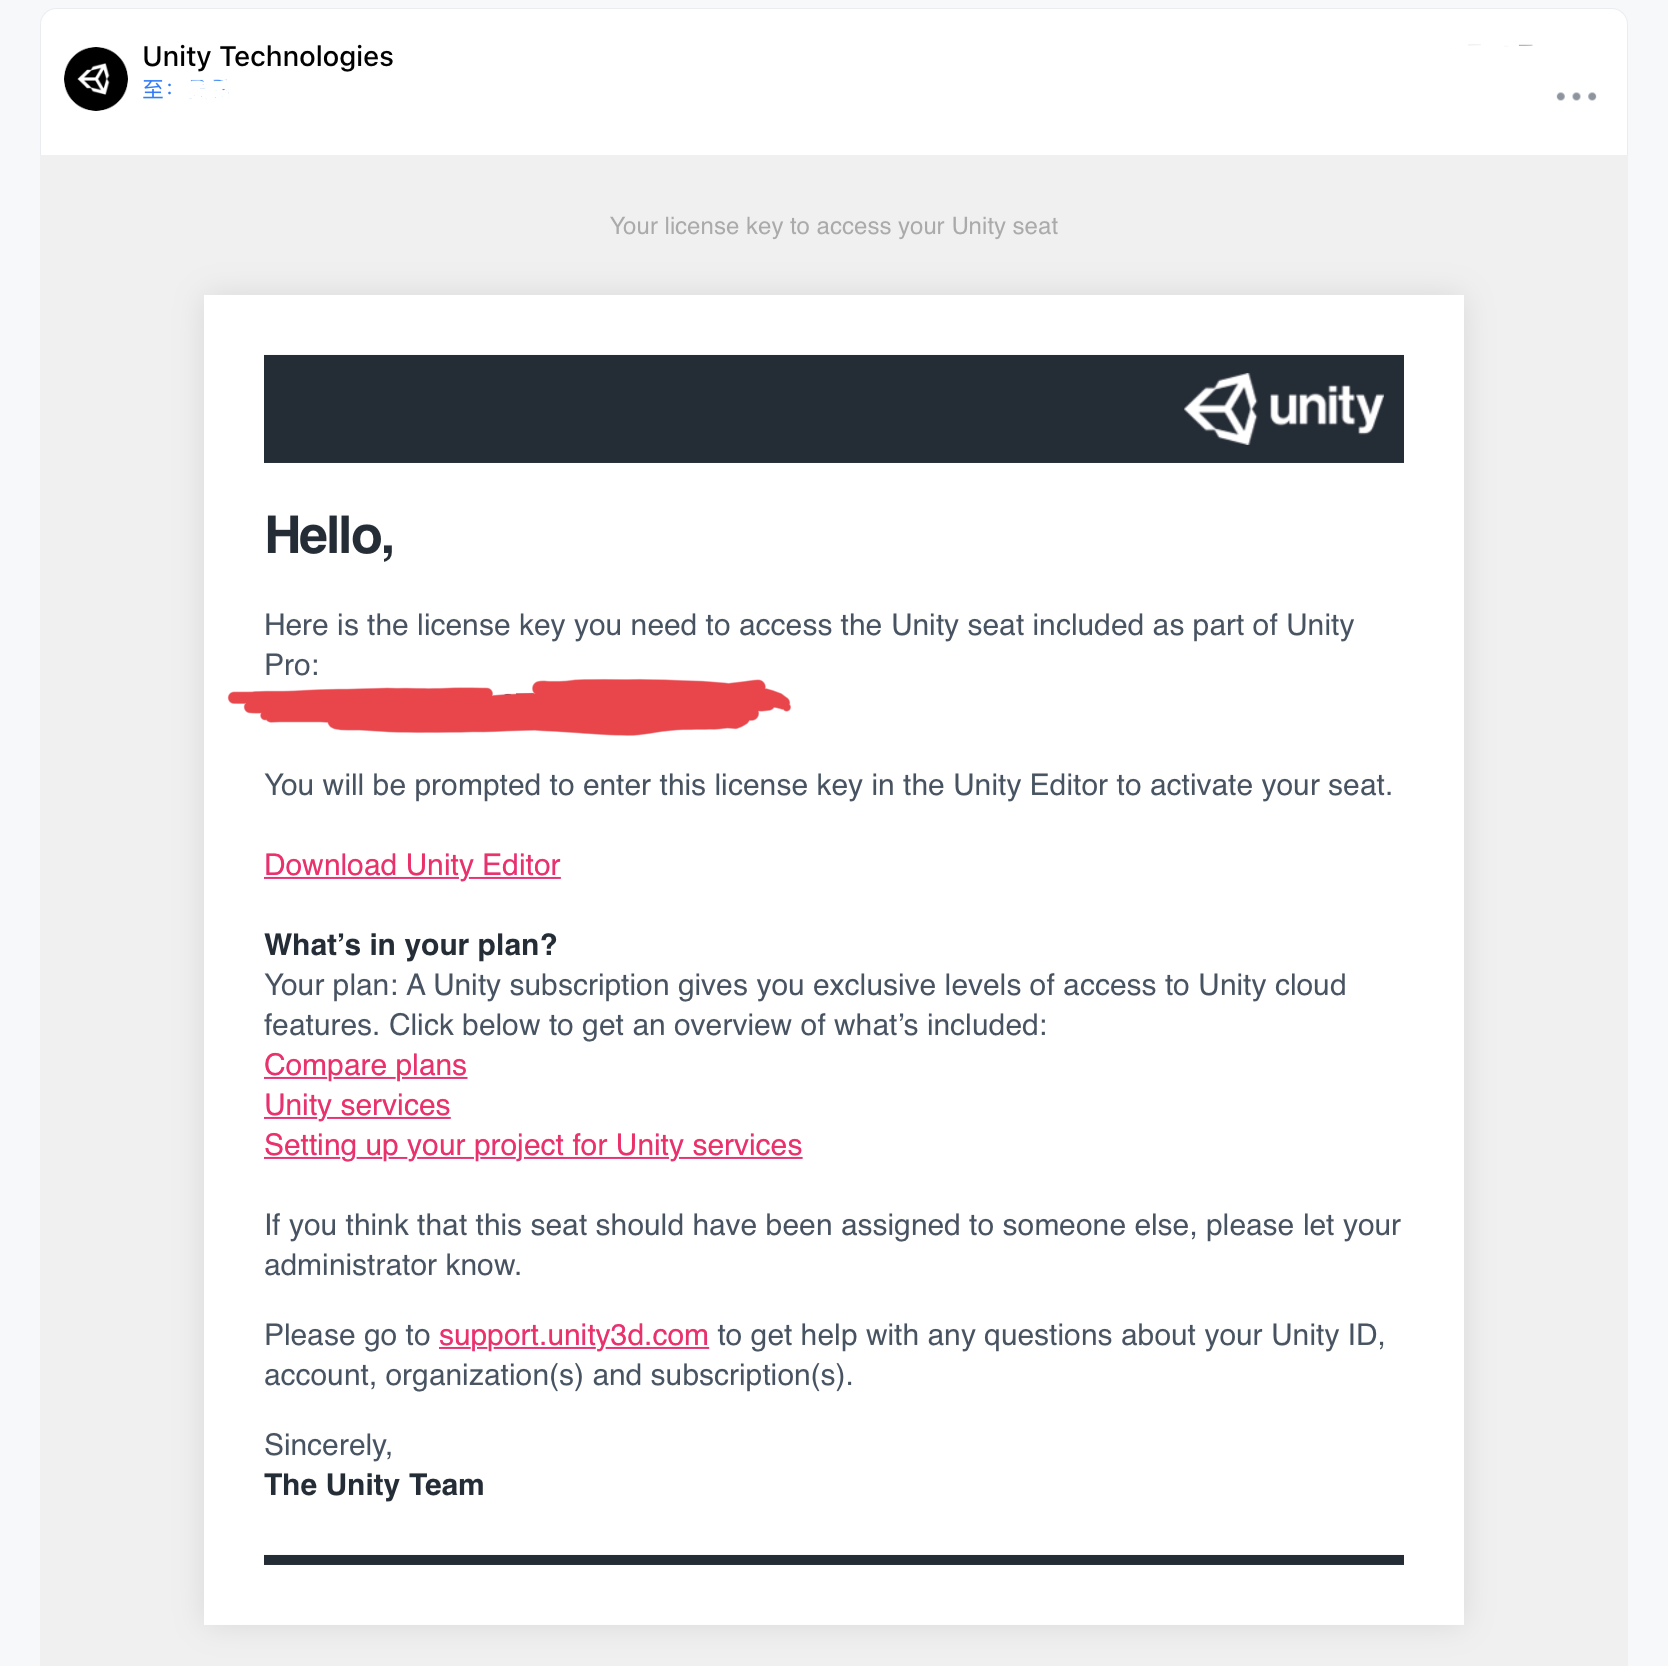 Unity Technologies
至：
Your license key to access your Unity seat
unity
Hello,
Here is the license key you need to access the Unity seat included as part of Unity
Pro:
You will be prompted to enter this license key in the Unity Editor to activate your seat.
Download Unity Editor
What’s in your plan?
Your plan: A Unity subscription gives you exclusive levels of access to Unity cloud
features. Click below to get an overview of what’s included:
Compare plans
Unity services
Setting up your project for Unity services
If you think that this seat should have been assigned to someone else, please let your
administrator know.
Please go to support.unity3d.com to get help with any questions about your Unity ID,
account, organization(s) and subscription(s).
Sincerely,
The Unity Team